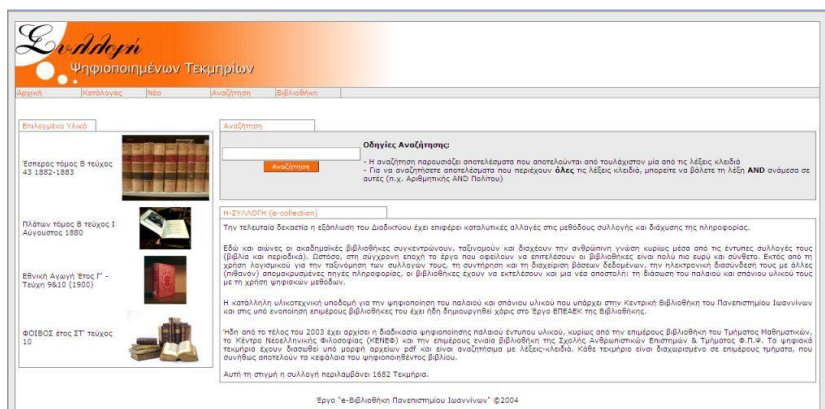 Συλλογή
Ψηφιοποιημένων Τεκμηρίων
Αρχική Κατάλογος Νέα Αναζήτηση Βιβλιοθήκη
Επιλεγμένο Υλικό
Έσπερος τόμος Β τεύχος
43 1882-1883
Πλάτων τόμος Β τεύχος Ι
Αύγουστος 1880
Εθνική Αγωγή Έτος Γ' -
Τεύχη 9&10 (1900)
ΦΟΙΒΟΣ έτος ΣΤ' τεύχος
10
Αναζήτηση
Αναζήτηση
Οδηγίες Αναζήτησης:
- Η αναζήτηση παρουσιάζει αποτελέσματα που αποτελούνται από τουλάχιστον μία από τις λέξεις κλειδιά
- Για να αναζητήσετε αποτελέσματα που περιέχουν όλες τις λέξεις κλειδιά, μπορείτε να βάλετε τη λέξη AND ανάμεσα σε
αυτές (π.χ. Αριθμητικής AND Πολίτου)
Η-ΣΥΛΛΟΓΗ (e-collection)
Την τελευταία δεκαετία η εξάπλωση του Διαδικτύου έχει επιφέρει καταλυτικές αλλαγές στις μεθόδους συλλογής και διάχυσης της πληροφορίας.
Εδώ και αιώνες οι ακαδημαϊκές βιβλιοθήκες συγκεντρώνουν, ταξινομούν και διαχέουν την ανθρώπινη γνώση κυρίως μέσα από τις έντυπες συλλογές τους
(βιβλία και περιοδικά). Ωστόσο, στη σύγχρονη εποχή το έργο που οφείλουν να επιτελέσουν οι βιβλιοθήκες είναι πολύ πιο ευρύ και σύνθετο. Εκτός από τη
χρήση λογισμικού για την ταξινόμηση των συλλογών τους, τη συντήρηση και τη διαχείριση βάσεων δεδομένων, την ηλεκτρονική διασύνδεσή τους με άλλες
(πιθανόν) απομακρυσμένες πηγές πληροφορίας, οι βιβλιοθήκες έχουν να εκτελέσουν και μια νέα αποστολή: τη διάσωση του παλαιού και σπάνιου υλικού τους
με τη χρήση ψηφιακών μεθόδων.
Η κατάλληλη υλικοτεχνική υποδομή για την ψηφιοποίηση του παλαιού και σπάνιου υλικού που υπάρχει στην Κεντρική Βιβλιοθήκη του Πανεπιστημίου Ιωαννίνων
και στις υπό ενοποίηση επιμέρους βιβλιοθήκες του έχει ήδη δημιουργηθεί χάρις στο Έργο ΕΠΕΑΕΚ της Βιβλιοθήκης.
Ήδη από το τέλος του 2003 έχει αρχίσει η διαδικασία ψηφιοποίησης παλαιού έντυπου υλικού, κυρίως από την επιμέρους βιβλιοθήκη του Τμήματος Μαθηματικών,
το Κέντρο Νεοελληνικής Φιλοσοφίας (ΚΕΝΕΦ) και την επιμέρους ενιαία βιβλιοθήκη της Σχολής Ανθρωπιστικών Επιστημών & Τμήματος Φ.Π.Ψ. Τα ψηφιακά
τεκμήρια έχουν διασωθεί υπό μορφή αρχείων pdf και είναι αναζητήσιμα με λέξεις-κλειδιά. Κάθε τεκμήριο είναι διαχωρισμένο σε επιμέρους τμήματα, που
συνήθως αποτελούν τα κεφάλαια του ψηφιοποιηθέντος βιβλίου.
Αυτή τη στιγμή η συλλογή περιλαμβάνει 1682 Τεκμήρια.
Έργο "e-Βιβλιοθήκη Πανεπιστημίου Ιωαννίνων" ©2004